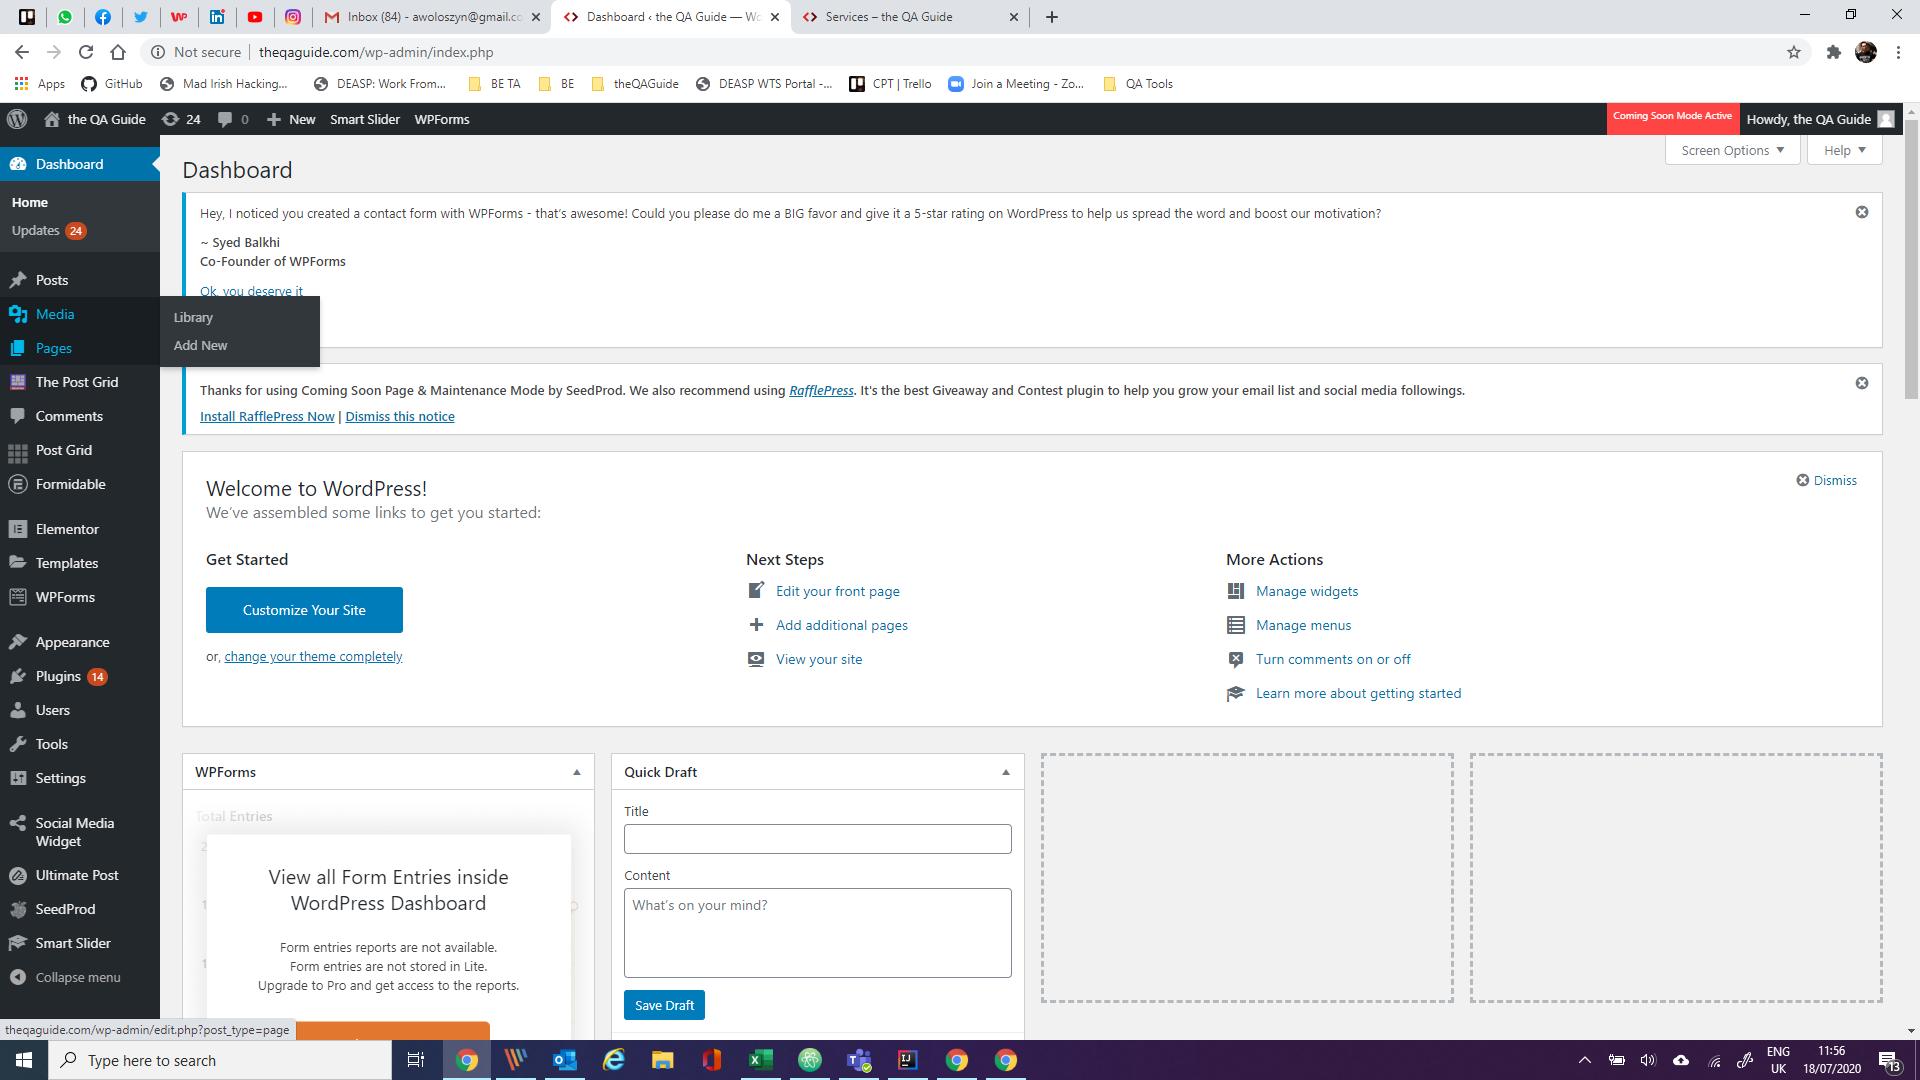 Inbox (84) - awoloszyn@gmail.co
Dashboard ‹ the QA Guide — Wo
Services – the QA Guide
Not secure
theqaguide.com/wp-admin/index.php
Apps
GitHub
Mad Irish Hacking...
DEASP: Work From...
BE TA
BE
theQAGuide
DEASP WTS Portal -...
CPT | Trello
Join a Meeting - Zo...
QA Tools
the QA Guide
24
0
New
Smart Slider
WPForms
Coming Soon Mode Active
Howdy, the QA Guide
Dashboard
Home
Updates 24
Posts
Media
Pages
The Post Grid
Comments
Post Grid
Formidable
Elementor
Templates
WPForms
Appearance
Plugins 14
Users
Tools
Settings
Social Media
Widget
Ultimate Post
SeedProd
Smart Slider
Collapse menu
Library
Add New
Dashboard
Screen Options
Help
Hey, I noticed you created a contact form with WPForms - that’s awesome! Could you please do me a BIG favor and give it a 5-star rating on WordPress to help us spread the word and boost our motivation?
~ Syed Balkhi
Co-Founder of WPForms
Ok, you deserve it
Thanks for using Coming Soon Page & Maintenance Mode by SeedProd. We also recommend using RafflePress. It's the best Giveaway and Contest plugin to help you grow your email list and social media followings.
Install RafflePress Now | Dismiss this notice
Welcome to WordPress!
We’ve assembled some links to get you started:
Dismiss
Get Started
Customize Your Site
or, change your theme completely
Next Steps
Edit your front page
Add additional pages
View your site
More Actions
Manage widgets
Manage menus
Turn comments on or off
Learn more about getting started
WPForms
Total Entries
View all Form Entries inside
WordPress Dashboard
Form entries reports are not available.
Form entries are not stored in Lite.
Upgrade to Pro and get access to the reports.
Quick Draft
Title
Content
What’s on your mind?
Save Draft
theqaguide.com/wp-admin/edit.php?post_type=page
Type here to search
ENG
UK
11:56
18/07/2020
13